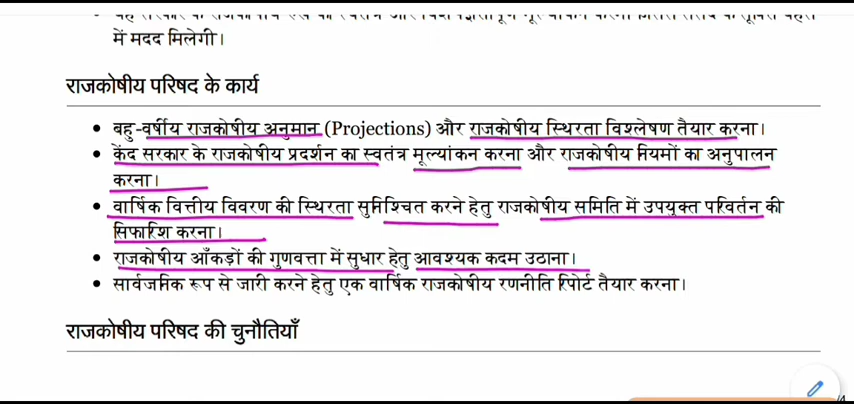 में मदद मिलेगी।
राजकोषीय परिषद के कार्य
• बहु-वर्षीय राजकोषीय अनुमान (Projections) और राजकोषीय स्थिरता विश्लेषण तैयार करना।
• केंद सरकार के राजकोषीय प्रदर्शन का स्वतंत्र मूल्यांकन करना और राजकोषीय नियमों का अनुपालन
करना।
• वार्षिक वित्तीय विवरण की स्थिरता सुनिश्चित करने हेतु राजकोषीय समिति में उपयुक्त परिवर्तन की
सिफारिश करना।
• राजकोषीय आँकड़ों की गुणवत्ता में सुधार हेतु आवश्यक कदम उठाना।
• सार्वजनिक रूप से जारी करने हेतु एक वार्षिक राजकोषीय रणनीति रिपोर्ट तैयार करना।
राजकोषीय परिषद की चुनौतियाँ